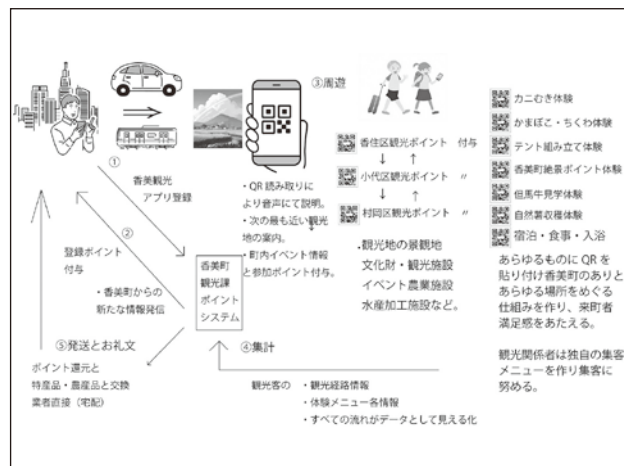 ①
香美観光
アプリ登録
②
登録ポイント
付与
・香美町からの
新たな情報発信
香美町
観光課
ポイント
システム
③周遊
・QR 読み取りに
より音声にて説明。
・次の最も近い観光
地の案内。
・町内イベント情報
と参加ポイント付与。
香住区観光ポイント 付与
↓ ↑
小代区観光ポイント 〃
↓ ↑
村岡区観光ポイント 〃
・観光地の景観地
文化財・観光施設
イベント農業施設
水産加工施設など。
カニむき体験
かまぼこ・ちくわ体験
テント組み立て体験
香美町絶景ポイント体験
但馬牛見学体験
自然薯収穫体験
宿泊・食事・入浴
あらゆるものに QR を
貼り付け香美町のありと
あらゆる場所をめぐる
仕組みを作り、来町者
満足感をあたえる。
観光関係者は独自の集客
メニューを作り集客に
努める。
④集計
観光客の ・観光経路情報
・体験メニュー各情報
・すべての流れがデータとして見える化
⑤発送とお礼文
ポイント還元と
特産品・農産品と交換
業者直接（宅配）